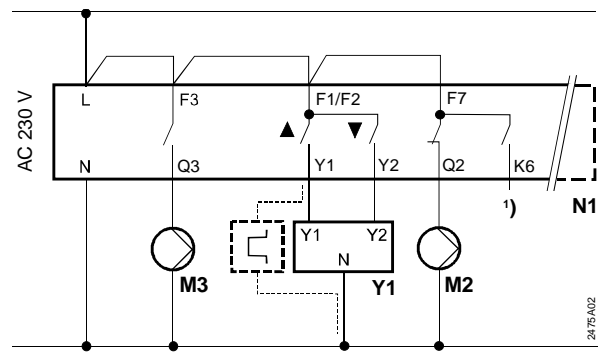 AC 230 V
L F3 F1/F2 F7
▲ ▼
N Q3 Y1 Y2 Q2 K6
¹) N1
Y1 Y2
N
M3 Y1 M2
2475A02